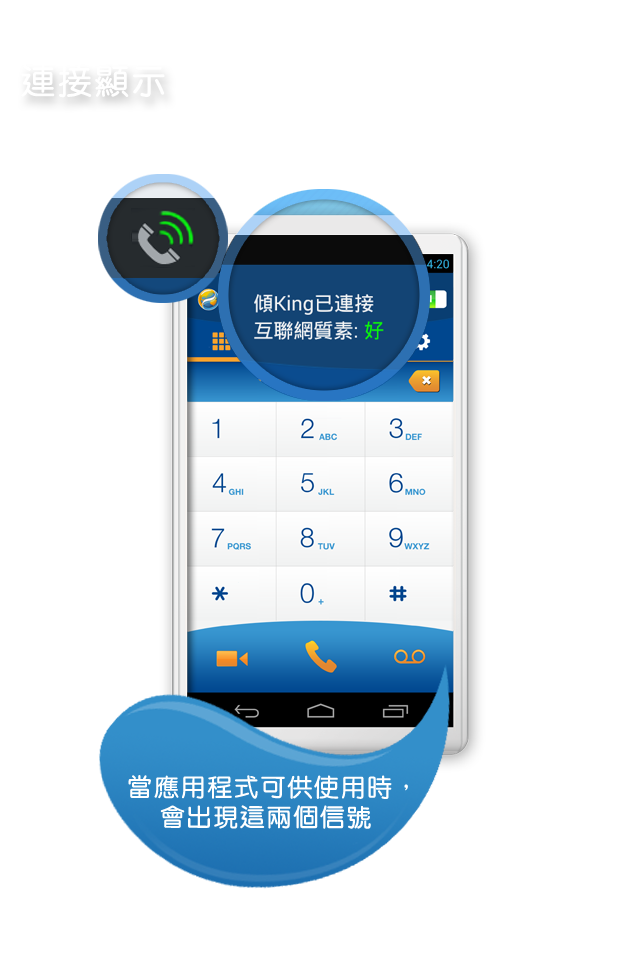 連接顯示
4:20
傾King已連接
互聯網質素: 好
1
2 ABC
3 DEF
4 GHI
5 JKL
6 MNO
7 PQRS
8 TUV
9 WXYZ
*
0 +
#
當應用程式可供使用時，
會出現這兩個信號